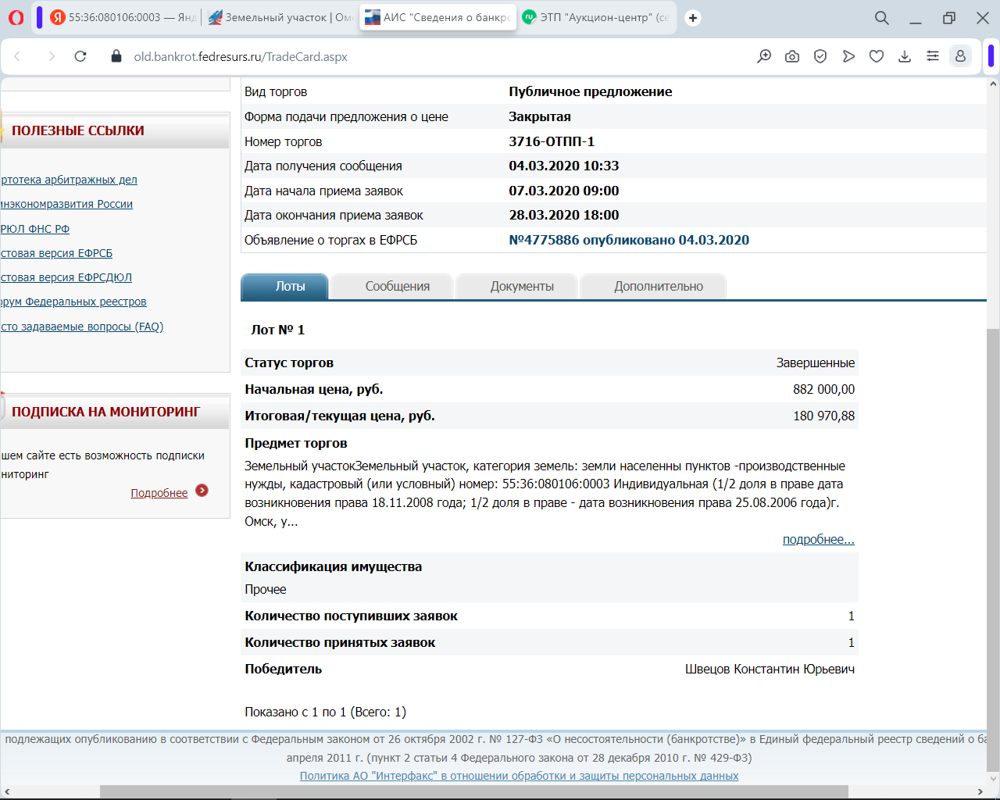 55:36:080106:0003 — Янд
Земельный участок | Ом
АИС "Сведения о банкро
ЭТП "Аукцион-центр" (се
old.bankrot.fedresurs.ru/TradeCard.aspx
Вид торгов Публичное предложение
Форма подачи предложения о цене Закрытая
Номер торгов 3716-ОТПП-1
Дата получения сообщения 04.03.2020 10:33
Дата начала приема заявок 07.03.2020 09:00
Дата окончания приема заявок 28.03.2020 18:00
Объявление о торгах в ЕФРСБ №4775886 опубликовано 04.03.2020
ПОЛЕЗНЫЕ ССЫЛКИ
ртотека арбитражных дел
инэкономразвития России
РЮЛ ФНС РФ
стовая версия ЕФРСБ
стовая версия ЕФРСДЮЛ
орум Федеральных реестров
сто задаваемые вопросы (FAQ)
ПОДПИСКА НА МОНИТОРИНГ
шем сайте есть возможность подписки
ниторинг
Подробнее
Лоты Сообщения Документы Дополнительно
Лот № 1
Статус торгов Завершенные
Начальная цена, руб. 882 000,00
Итоговая/текущая цена, руб. 180 970,88
Предмет торгов
Земельный участокЗемельный участок, категория земель: земли населенны пунктов -производственные
нужды, кадастровый (или условный) номер: 55:36:080106:0003 Индивидуальная (1/2 доля в праве дата
возникновения права 18.11.2008 года; 1/2 доля в праве - дата возникновения права 25.08.2006 года)г.
Омск, у...
подробнее...
Классификация имущества
Прочее
Количество поступивших заявок 1
Количество принятых заявок 1
Победитель Швецов Константин Юрьевич
Показано с 1 по 1 (Всего: 1)
подлежащих опубликованию в соответствии с Федеральным законом от 26 октября 2002 г. № 127-ФЗ «О несостоятельности (банкротстве)» в Единый федеральный реестр сведений о ба
апреля 2011 г. (пункт 2 статьи 4 Федерального закона от 28 декабря 2010 г. № 429-ФЗ)
Политика АО "Интерфакс" в отношении обработки и защиты персональных данных